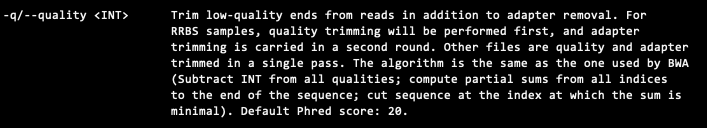 -q/--quality <INT> Trim low-quality ends from reads in addition to adapter removal. For
RRBS samples, quality trimming will be performed first, and adapter
trimming is carried in a second round. Other files are quality and adapter
trimmed in a single pass. The algorithm is the same as the one used by BWA
(Subtract INT from all qualities; compute partial sums from all indices
to the end of the sequence; cut sequence at the index at which the sum is
minimal). Default Phred score: 20.